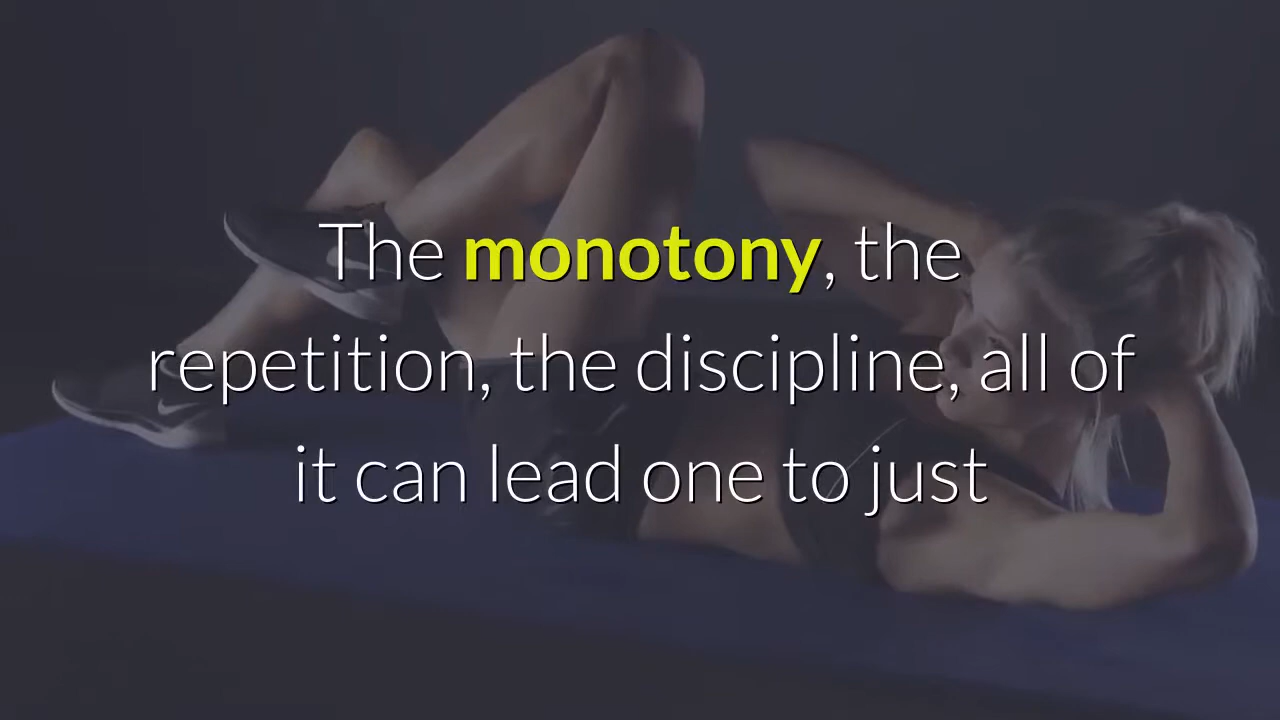 The monotony, the
repetition, the discipline, all of
it can lead one to just